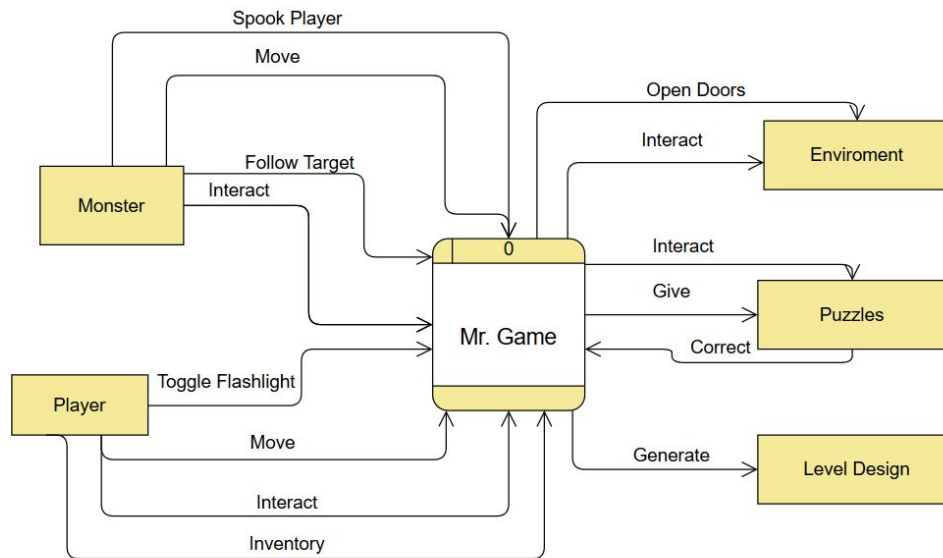 Spook Player
Move
Open Doors
Interact
Enviroment
Follow Target
Interact
Monster
0
Interact
Give
Puzzles
Mr. Game
Correct
Toggle Flashlight
Player
Move
Generate
Level Design
Interact
Inventory